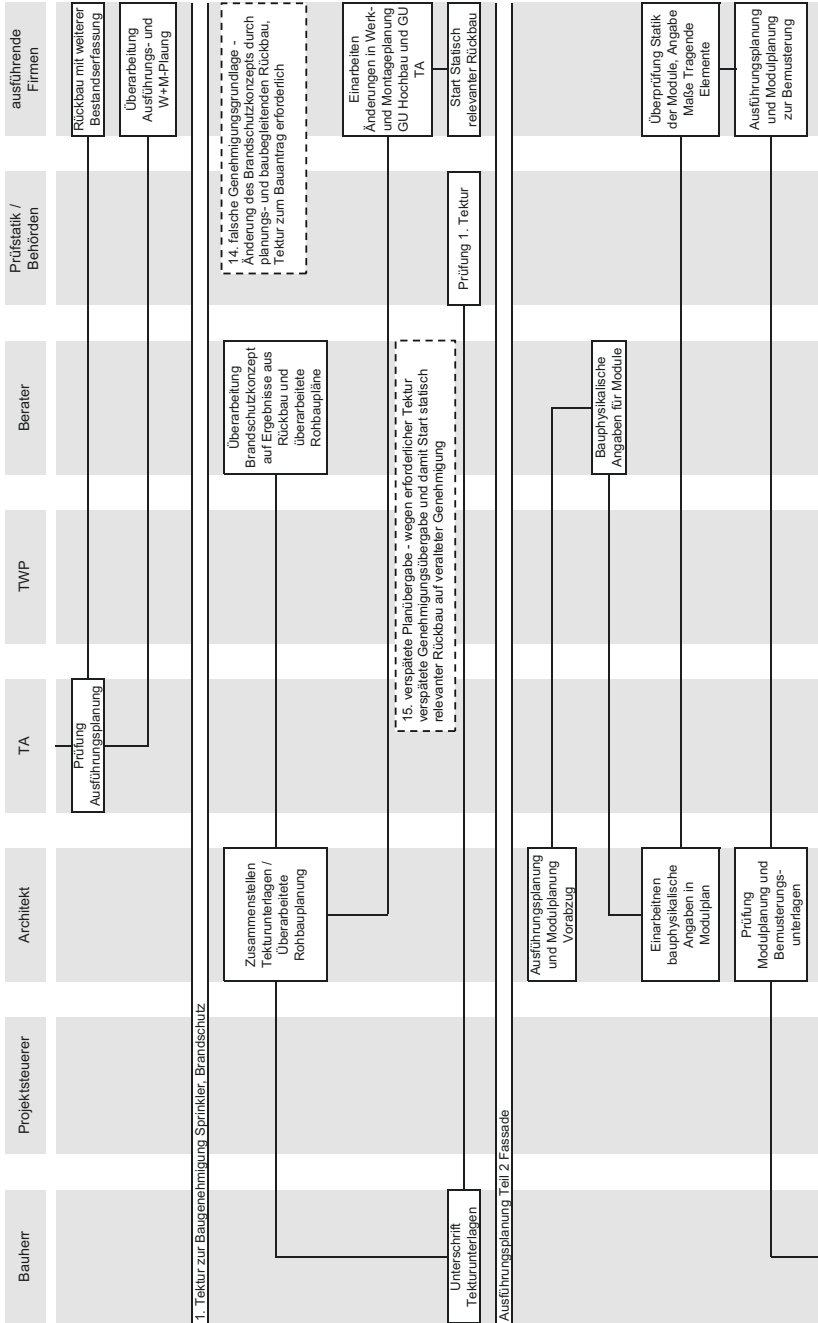 Bauherr
Projektsteuerer
Architekt
TA
TWP
Berater
Prüfstatik /
Behörden
ausführende
Firmen
Prüfung
Ausführungsplanung
Rückbau mit weiterer
Bestandserfassung
Überarbeitung
Ausführungs- und
W+M-Plaung
1. Tektur zur Baugenehmigung Sprinkler, Brandschutz
Zusammenstellen
Tekturunterlagen /
Überarbeitete
Rohbauplanung
Überarbeitung
Brandschutzkonzept
auf Ergebnisse aus
Rückbau und
überarbeitete
Rohbaupläne
14. falsche Genehmigungsgrundlage -
Änderung des Brandschutzkonzepts durch
planungs- und baubegleitenden Rückbau,
Tektur zum Bauantrag erforderlich
Einarbeiten
Änderungen in Werk-
und Montageplanung
GU Hochbau und GU
TA
15. verspätete Planübergabe - wegen erforderlicher Tektur
verspätete Genehmigungsübergabe und damit Start statisch
relevanter Rückbau auf veralteter Genehmigung
Unterschrift
Tekturunterlagen
Prüfung 1. Tektur
Start Statisch
relevanter Rückbau
Ausführungsplanung Teil 2 Fassade
Ausführungsplanung
und Modulplanung
Vorabzug
Bauphysikalische
Angaben für Module
Einarbeitnen
bauphysikalische
Angaben in
Modulplan
Überprüfung Statik
der Module, Angabe
Maße Tragende
Elemente
Prüfung
Modulplanung und
Bemusterungs-
unterlagen
Ausführungsplanung
und Modulplanung
zur Bemusterung